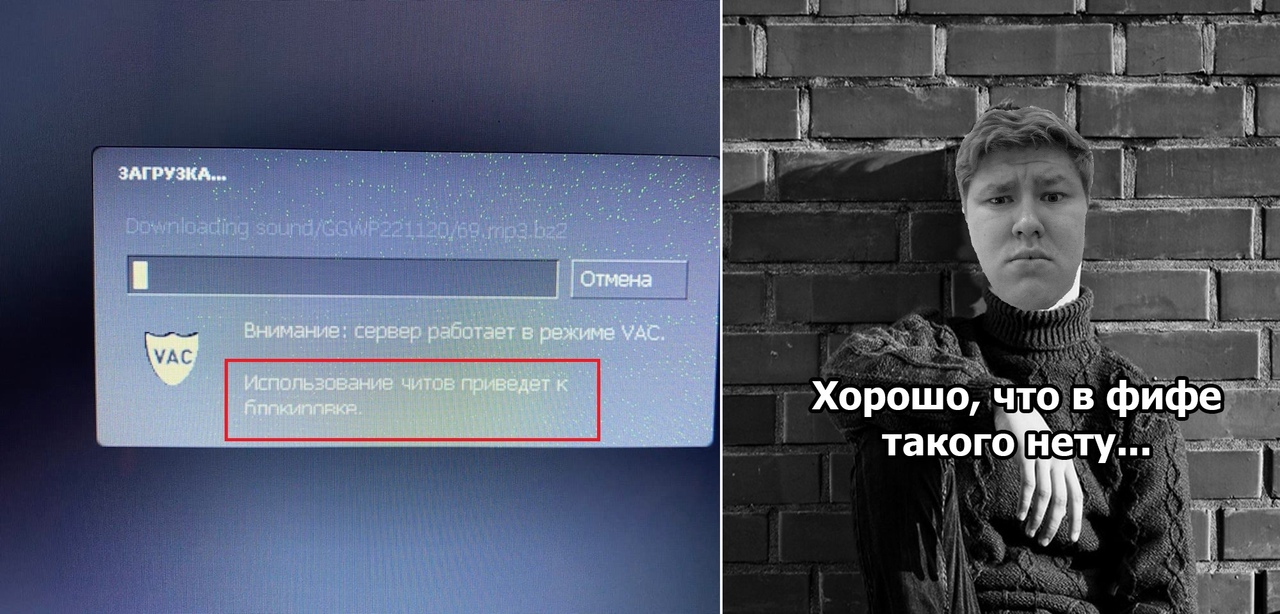 ЗАГРУЗКА...
Downloading sound/GGWP221120/69.mp3.bz2
Отмена
Внимание: сервер работает в режиме VAC.
VAC
Использование читов приведет к
блокировке.
Хорошо, что в фифе
такого нету...